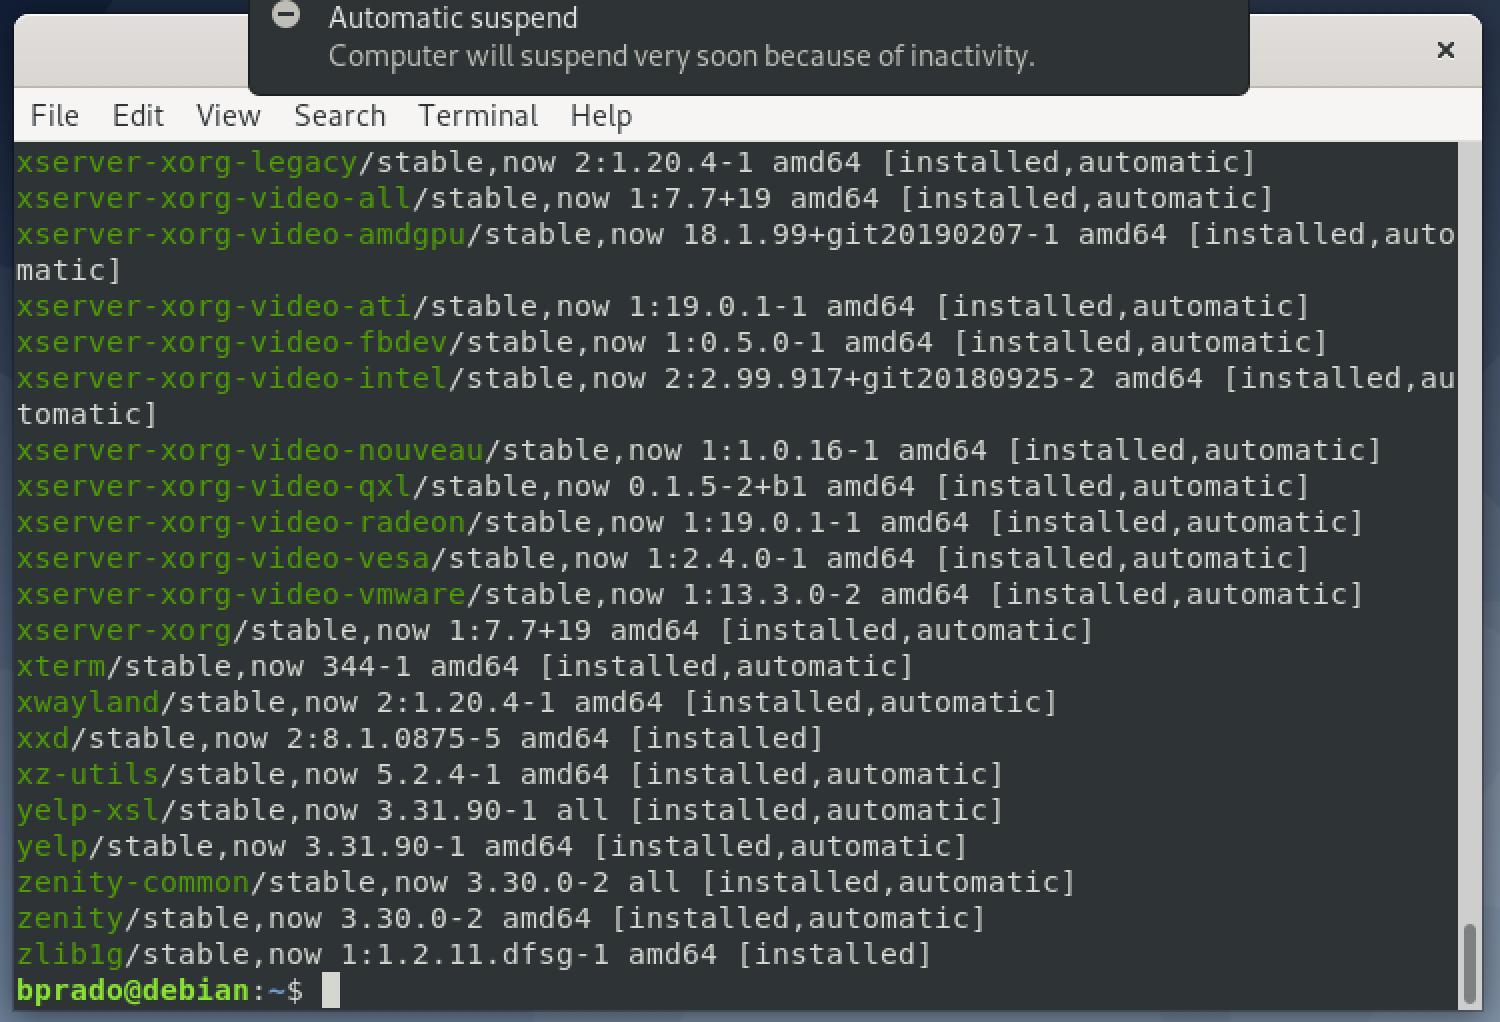 Automatic suspend
Computer will suspend very soon because of inactivity.
File Edit View Search Terminal Help
xserver-xorg-legacy/stable,now 2:1.20.4-1 amd64 [installed,automatic]
xserver-xorg-video-all/stable,now 1:7.7+19 amd64 [installed,automatic]
xserver-xorg-video-amdgpu/stable,now 18.1.99+git20190207-1 amd64 [installed,auto
matic]
xserver-xorg-video-ati/stable,now 1:19.0.1-1 amd64 [installed,automatic]
xserver-xorg-video-fbdev/stable,now 1:0.5.0-1 amd64 [installed,automatic]
xserver-xorg-video-intel/stable,now 2:2.99.917+git20180925-2 amd64 [installed,au
tomatic]
xserver-xorg-video-nouveau/stable,now 1:1.0.16-1 amd64 [installed,automatic]
xserver-xorg-video-qxl/stable,now 0.1.5-2+b1 amd64 [installed,automatic]
xserver-xorg-video-radeon/stable,now 1:19.0.1-1 amd64 [installed,automatic]
xserver-xorg-video-vesa/stable,now 1:2.4.0-1 amd64 [installed,automatic]
xserver-xorg-video-vmware/stable,now 1:13.3.0-2 amd64 [installed,automatic]
xserver-xorg/stable,now 1:7.7+19 amd64 [installed,automatic]
xterm/stable,now 344-1 amd64 [installed,automatic]
xwayland/stable,now 2:1.20.4-1 amd64 [installed,automatic]
xxd/stable,now 2:8.1.0875-5 amd64 [installed]
xz-utils/stable,now 5.2.4-1 amd64 [installed,automatic]
yelp-xsl/stable,now 3.31.90-1 all [installed,automatic]
yelp/stable,now 3.31.90-1 amd64 [installed,automatic]
zenity-common/stable,now 3.30.0-2 all [installed,automatic]
zenity/stable,now 3.30.0-2 amd64 [installed,automatic]
zlib1g/stable,now 1:1.2.11.dfsg-1 amd64 [installed]
bprado@debian:~$